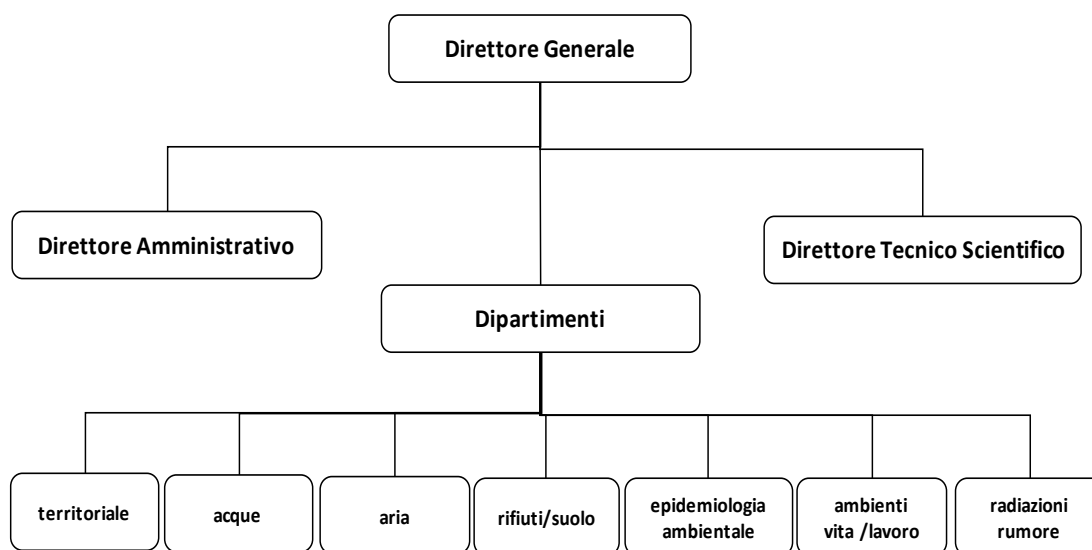 Direttore Generale
Direttore Amministrativo
Direttore Tecnico Scientifico
Dipartimenti
territoriale
acque
aria
rifiuti/suolo
epidemiologia
ambientale
ambienti
vita /lavoro
radiazioni
rumore